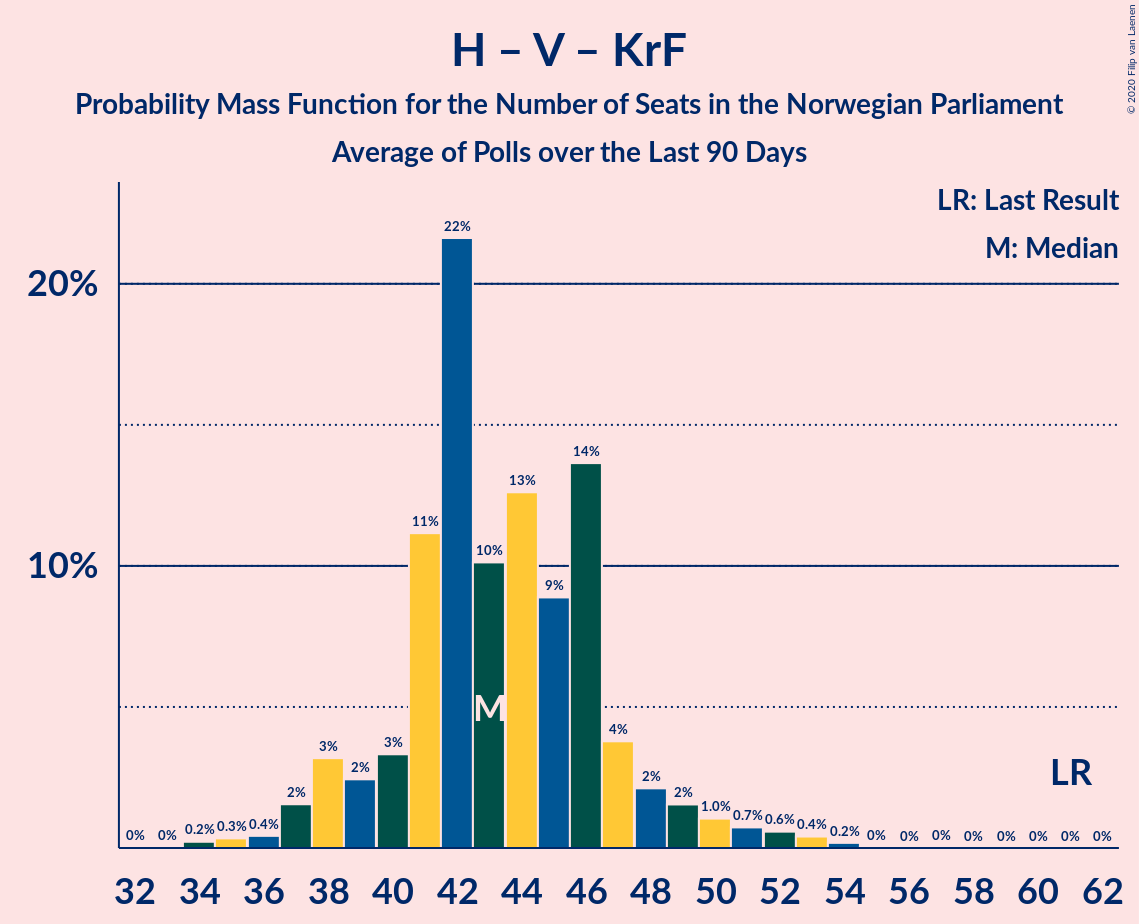 H – V – KrF
Probability Mass Function for the Number of Seats in the Norwegian Parliament
Average of Polls over the Last 90 Days
© 2020 Filip van Laenen
LR: Last Result
M: Median
20%
10%
0% 0% 0.2% 0.3% 0.4% 2% 3% 2% 3% 11% 22% 10% 13% 9% 14% 4% 2% 2% 1.0% 0.7% 0.6% 0.4% 0.2% 0% 0% 0% 0% 0% 0% 0% 0%
M
LR
32 34 36 38 40 42 44 46 48 50 52 54 56 58 60 62